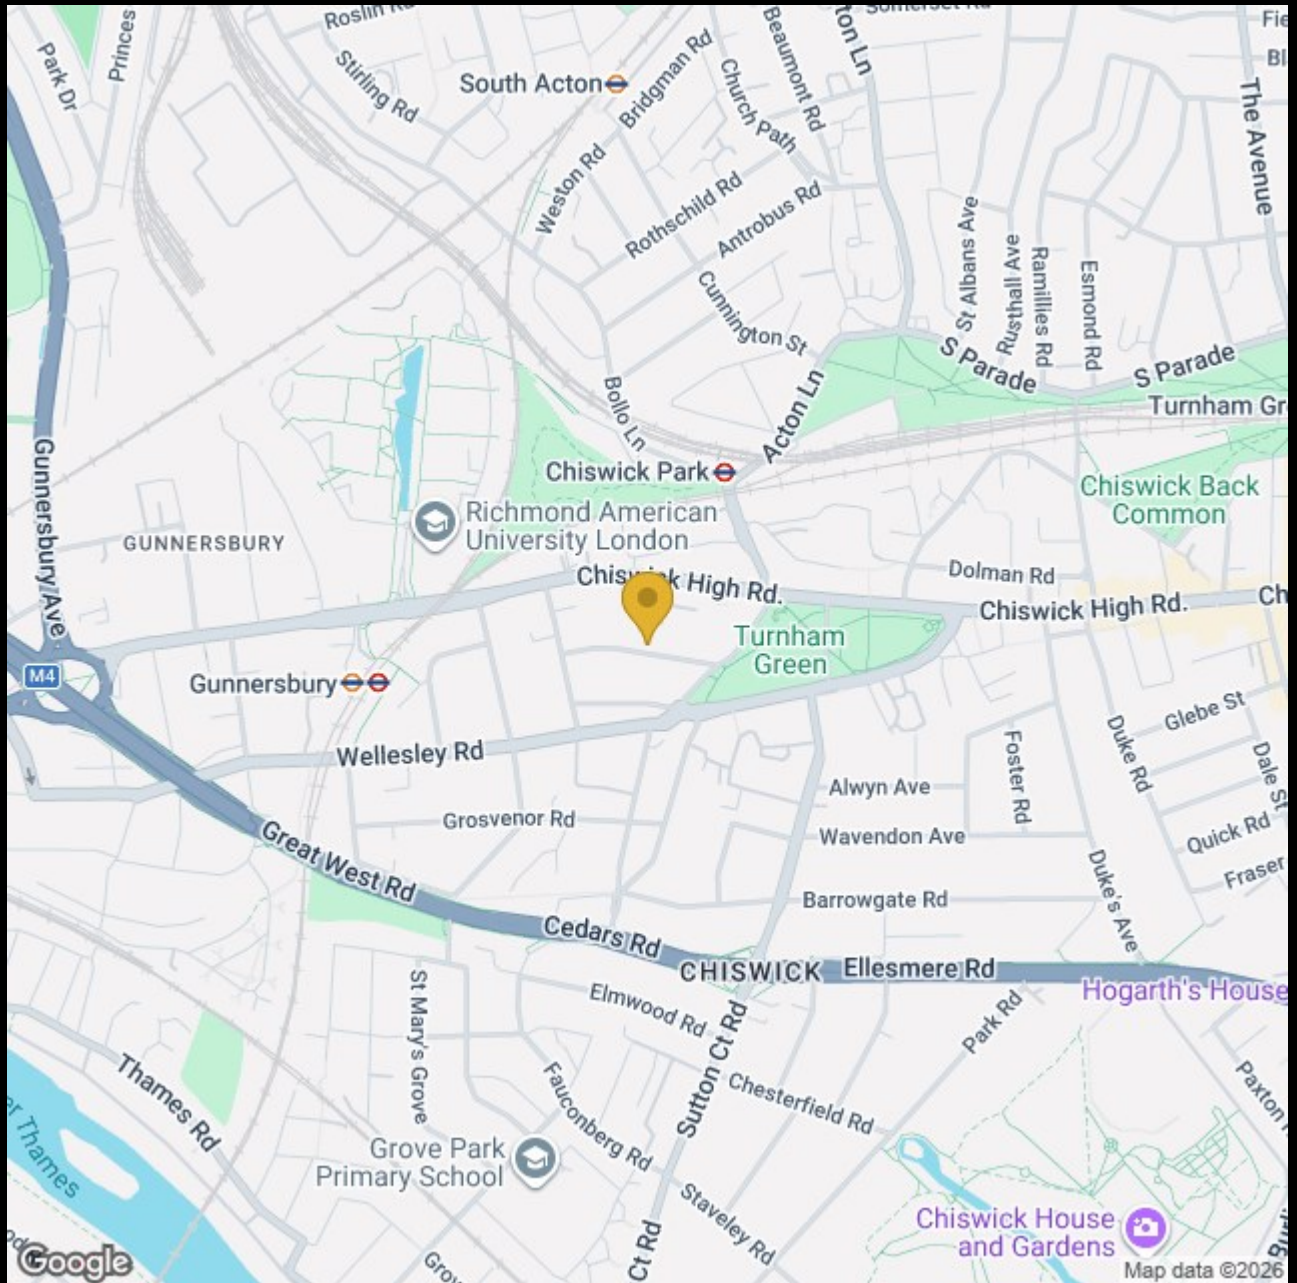 Roslin Rd
Somerset Rd
Princes
Park Dr
Stirling Rd
South Acton
Bridgman Rd
Beaumont Rd
ton Ln
Fie
Bl
The Avenue
Church Path
Weston Rd
Rothschild Rd
Antrobus Rd
Cunnington St
St Albans Ave
Rusthall Ave
Ramillies Rd
Esmond Rd
S Parade
S Parade
Turnham Gr
Bollo Ln
Acton Ln
Chiswick Park
Gunnersbury Ave
Richmond American
University London
GUNNERSBURY
Chiswick Back
Common
Dolman Rd
Chiswick High Rd.
Chiswick High Rd.
Ch
Turnham
Green
M4
Gunnersbury
Wellesley Rd
Glebe St
Duke Rd
Dale St
Foster Rd
Alwyn Ave
Grosvenor Rd
Wavendon Ave
Quick Rd
Fraser
Great West Rd
Duke's Ave
Barrowgate Rd
Cedars Rd
CHISWICK
Ellesmere Rd
Hogarth's House
St Mary's Grove
Elmwood Rd
Park Rd
Thames Rd
Sutton Ct Rd
Fauconberg Rd
Chesterfield Rd
Paxton
er Thames
Grove Park
Primary School
Staveley Rd
Chiswick House
and Gardens
Ct Rd
Grov
Google
Map data ©2026